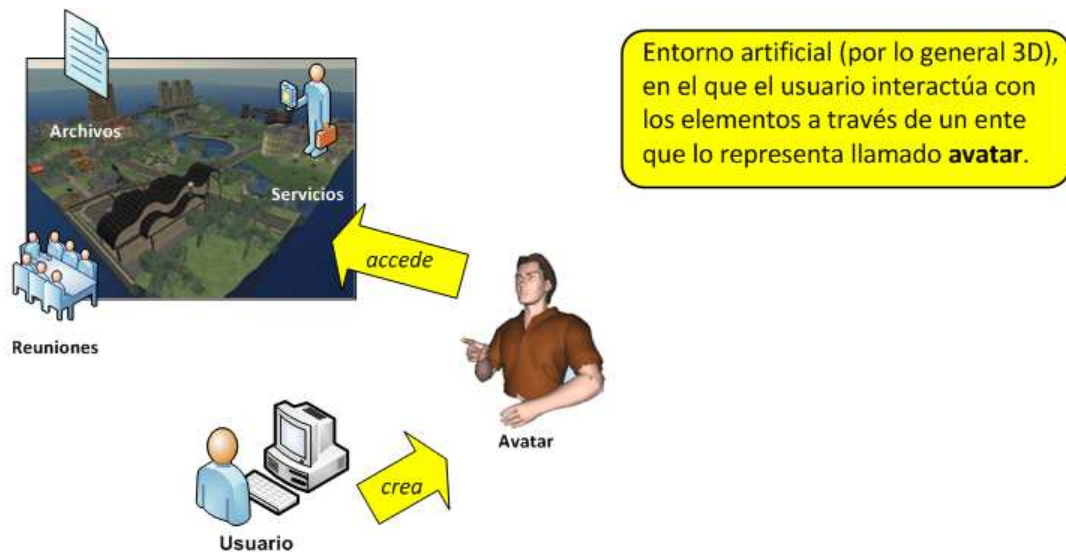 Archivos
Servicios
Reuniones
accede
Avatar
crea
Usuario
Entorno artificial (por lo general 3D),
en el que el usuario interactúa con
los elementos a través de un ente
que lo representa llamado avatar.